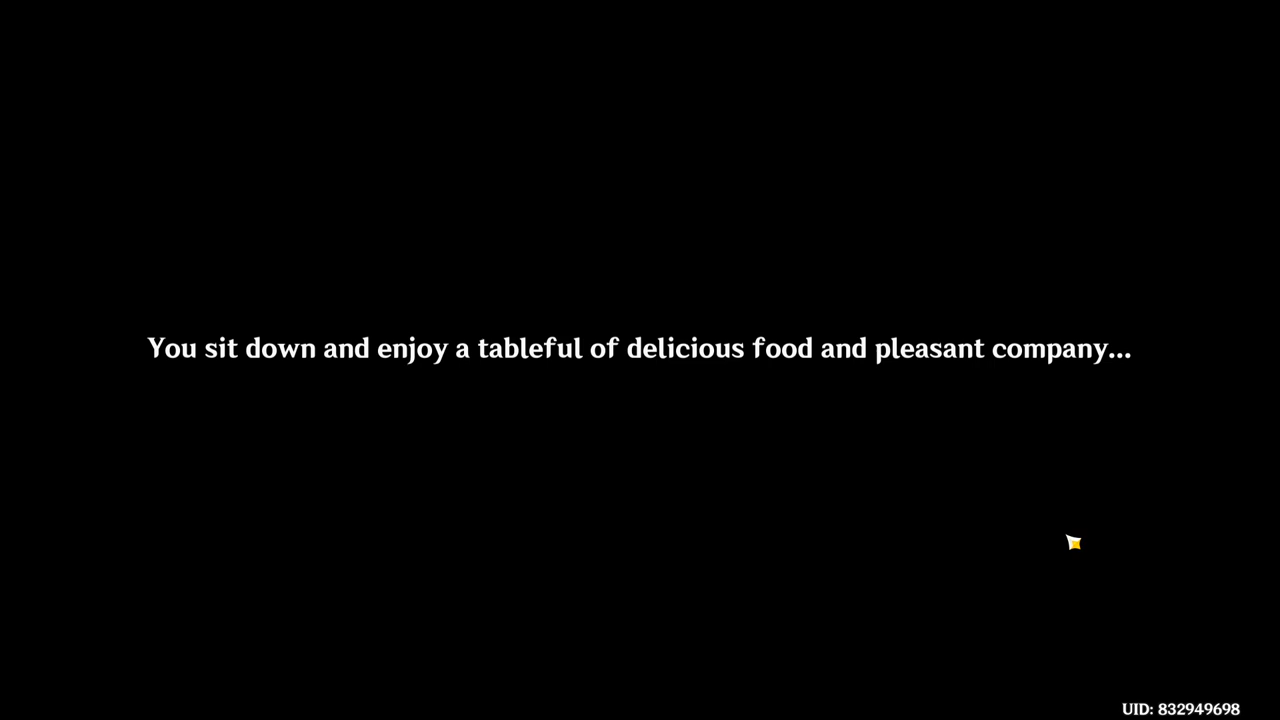 You sit down and enjoy a tableful of delicious food and pleasant company...
UID: 832949698